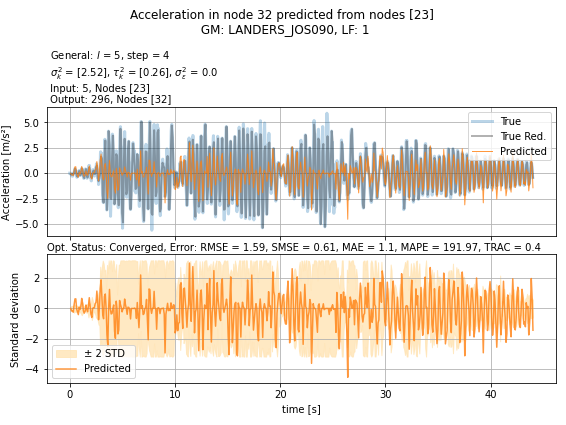 Acceleration in node 32 predicted from nodes [23]
GM: LANDERS_JOS090, LF: 1
General: l = 5, step = 4
σ²ₖ = [2.52], τ²ₖ = [0.26], σ²ε = 0.0
Input: 5, Nodes [23]
Output: 296, Nodes [32]
Acceleration [m/s²]
5.0
2.5
0.0
−2.5
−5.0
True
True Red.
Predicted
Opt. Status: Converged, Error: RMSE = 1.59, SMSE = 0.61, MAE = 1.1, MAPE = 191.97, TRAC = 0.4
Standard deviation
2
0
−2
−4
± 2 STD
Predicted
0
10
20
30
40
time [s]